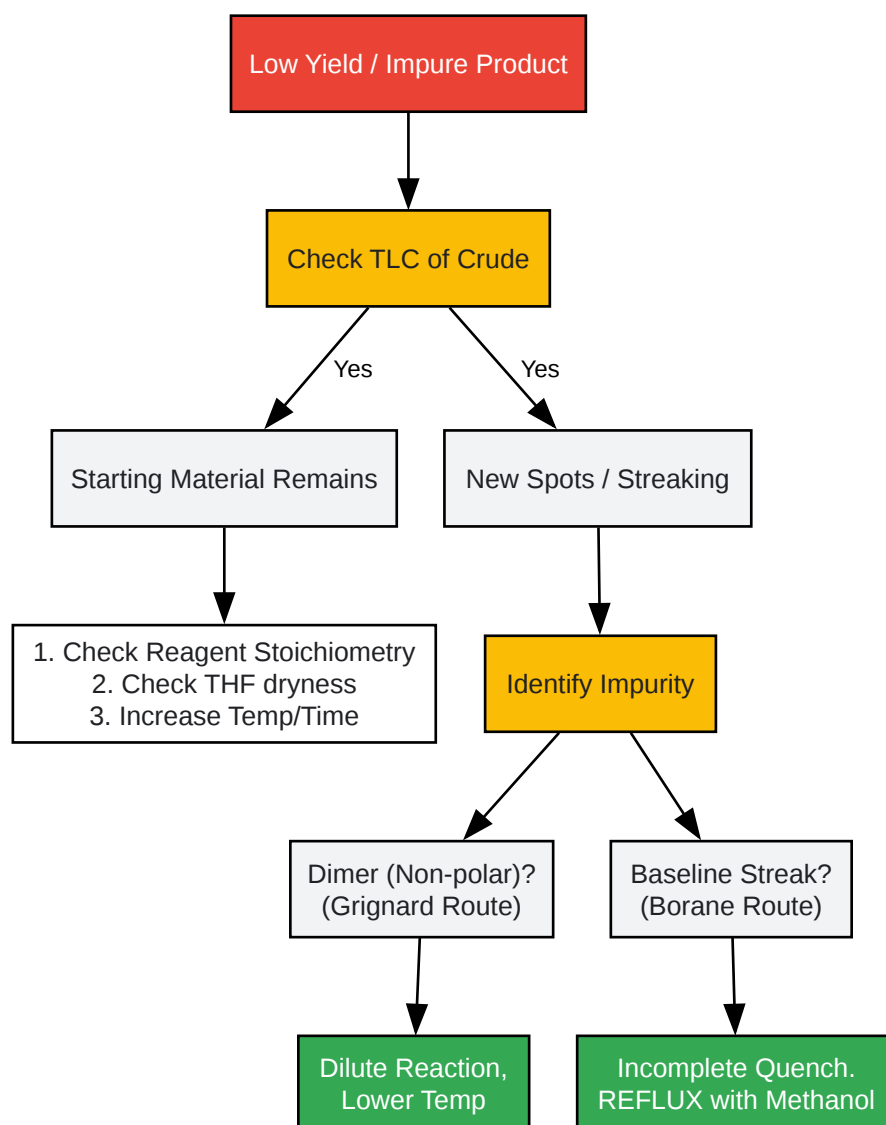 Low Yield / Impure Product
Check TLC of Crude
Yes
Yes
Starting Material Remains
New Spots / Streaking
1. Check Reagent Stoichiometry
2. Check THF dryness
3. Increase Temp/Time
Identify Impurity
Dimer (Non-polar)?
(Grignard Route)
Baseline Streak?
(Borane Route)
Dilute Reaction,
Lower Temp
Incomplete Quench.
REFLUX with Methanol